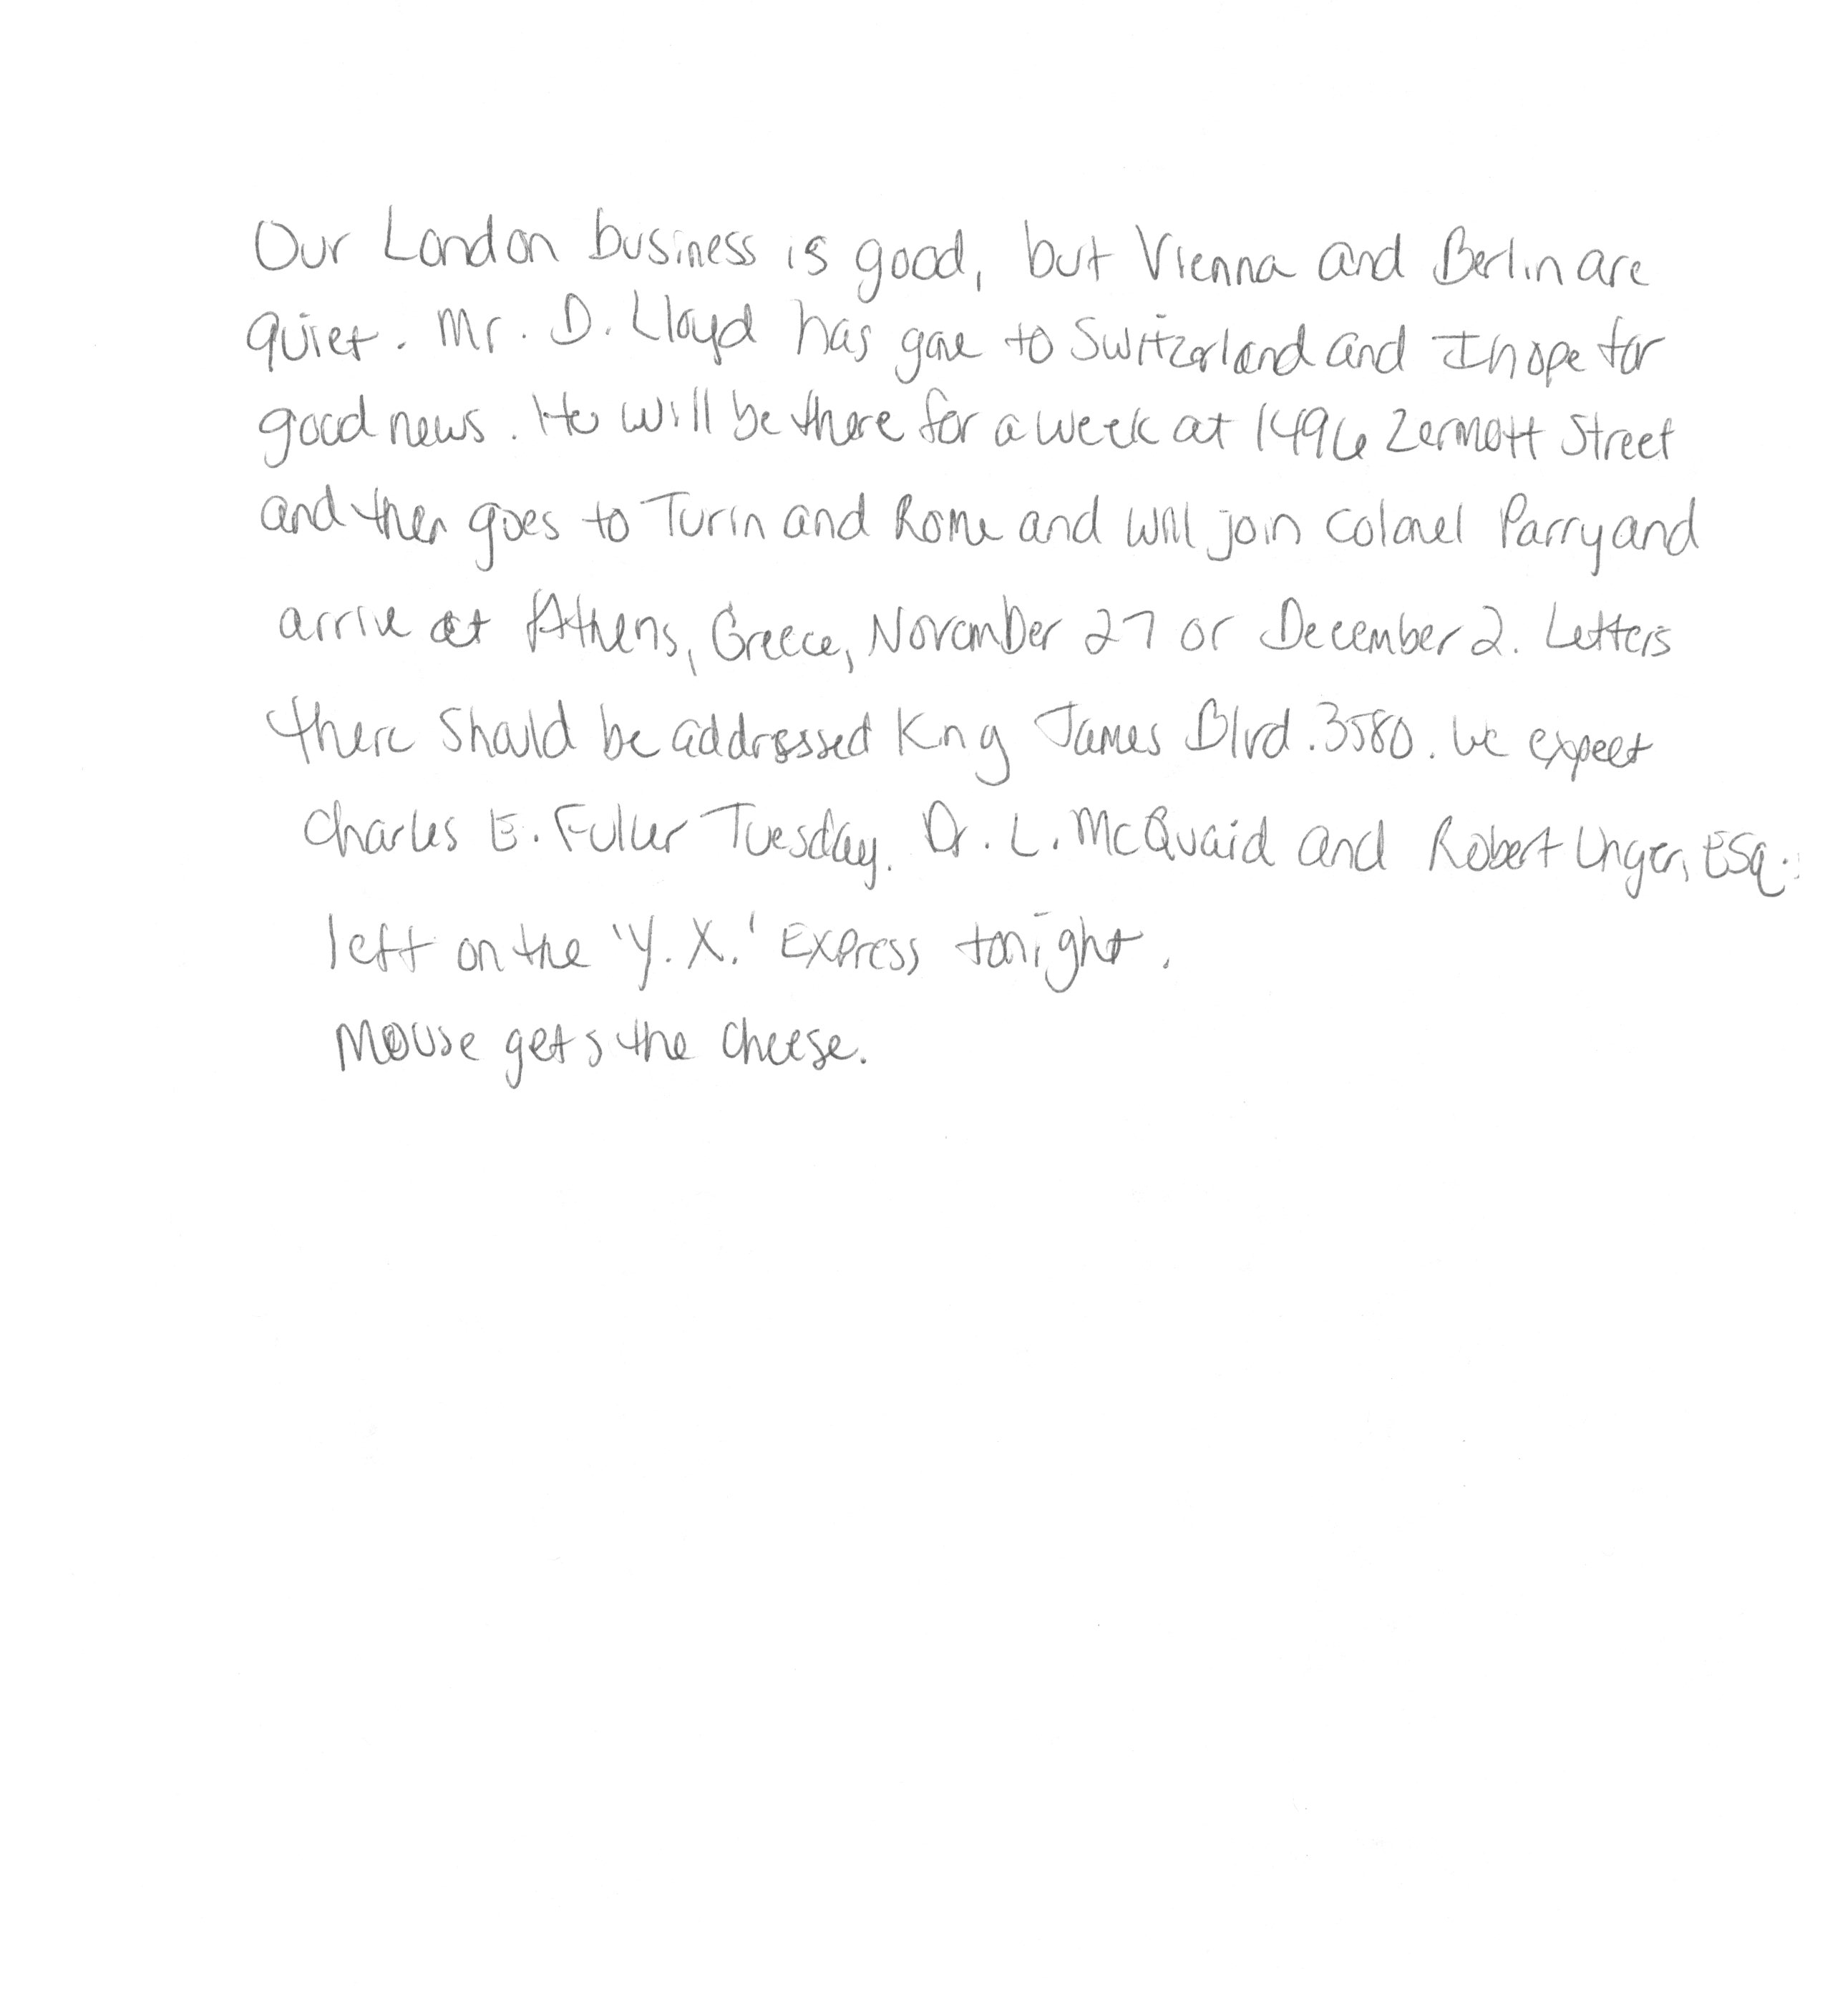 Our London business is good, but Vienna and Berlin are
quiet. Mr. D. Lloyd has gone to Switzerland and I hope for
good news. He will be there for a week at 1496 Zermott Street
and then goes to Turin and Rome and will join Colonel Parry and
arrive at Athens, Greece, November 27 or December 2. Letters
there should be addressed King James Blvd. 3580. We expect
Charles E. Fuller Tuesday. Dr. L. McQuaid and Robert Unger, Esq.
left on the 'Y. X.' Express tonight.
Mouse gets the cheese.